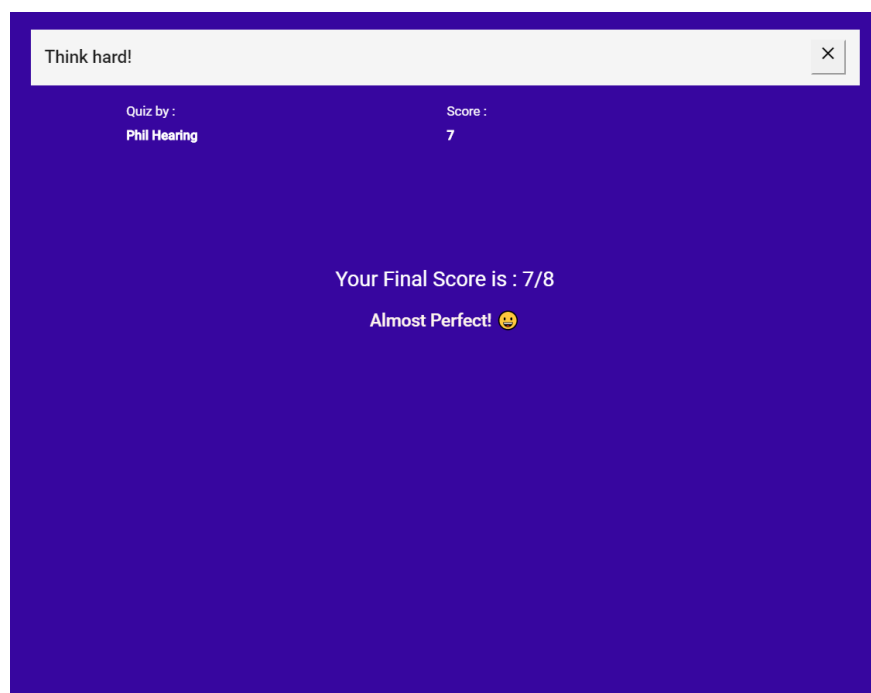 Think hard!
Quiz by :
Phil Hearing
Score :
7
Your Final Score is : 7/8
Almost Perfect! 😀